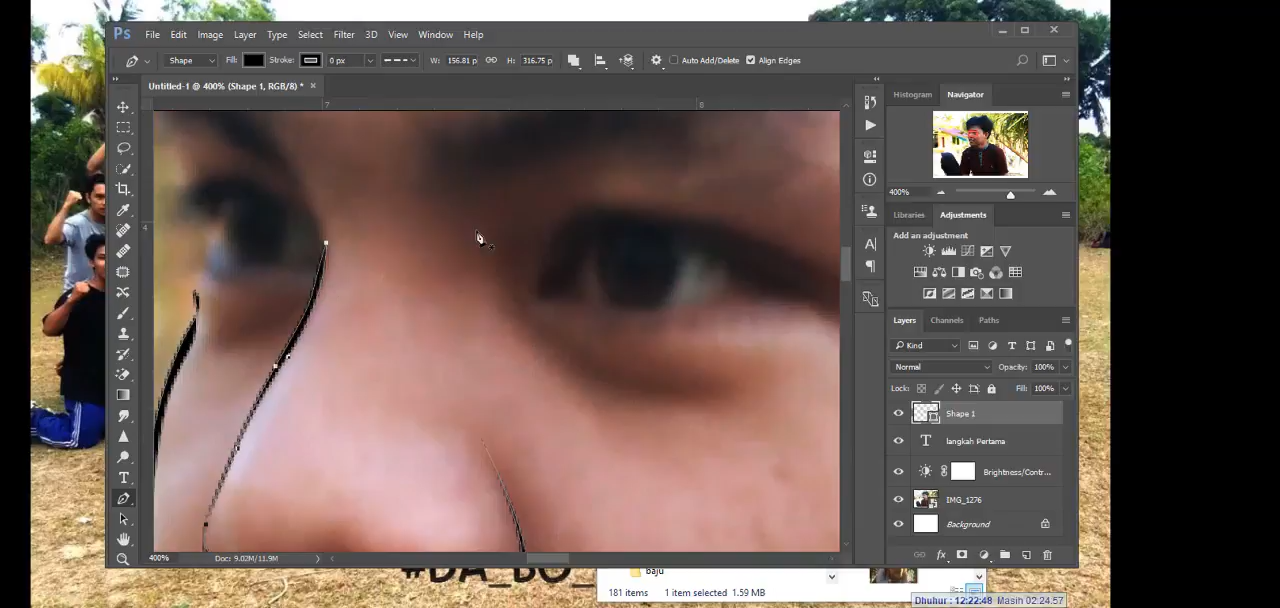 Ps File Edit Image Layer Type Select Filter 3D View Window Help
Shape Fill: Stroke: 0 px W: 156.81 p H: 316.75 p Auto Add/Delete Align Edges
Untitled-1 @ 400% (Shape 1, RGB/8) * ×
Histogram Navigator
400%
Libraries Adjustments
Add an adjustment
Layers Channels Paths
Kind
Normal Opacity: 100%
Lock: Fill: 100%
Shape 1
langkah Pertama
Brightness/Contr...
IMG_1276
Background
fx
7
4
400% Doc: 9.02M/11.9M
#DA_BO_
baju
181 items 1 item selected 1.59 MB
Dhuhur : 12:22:48 Masih 02:24:57